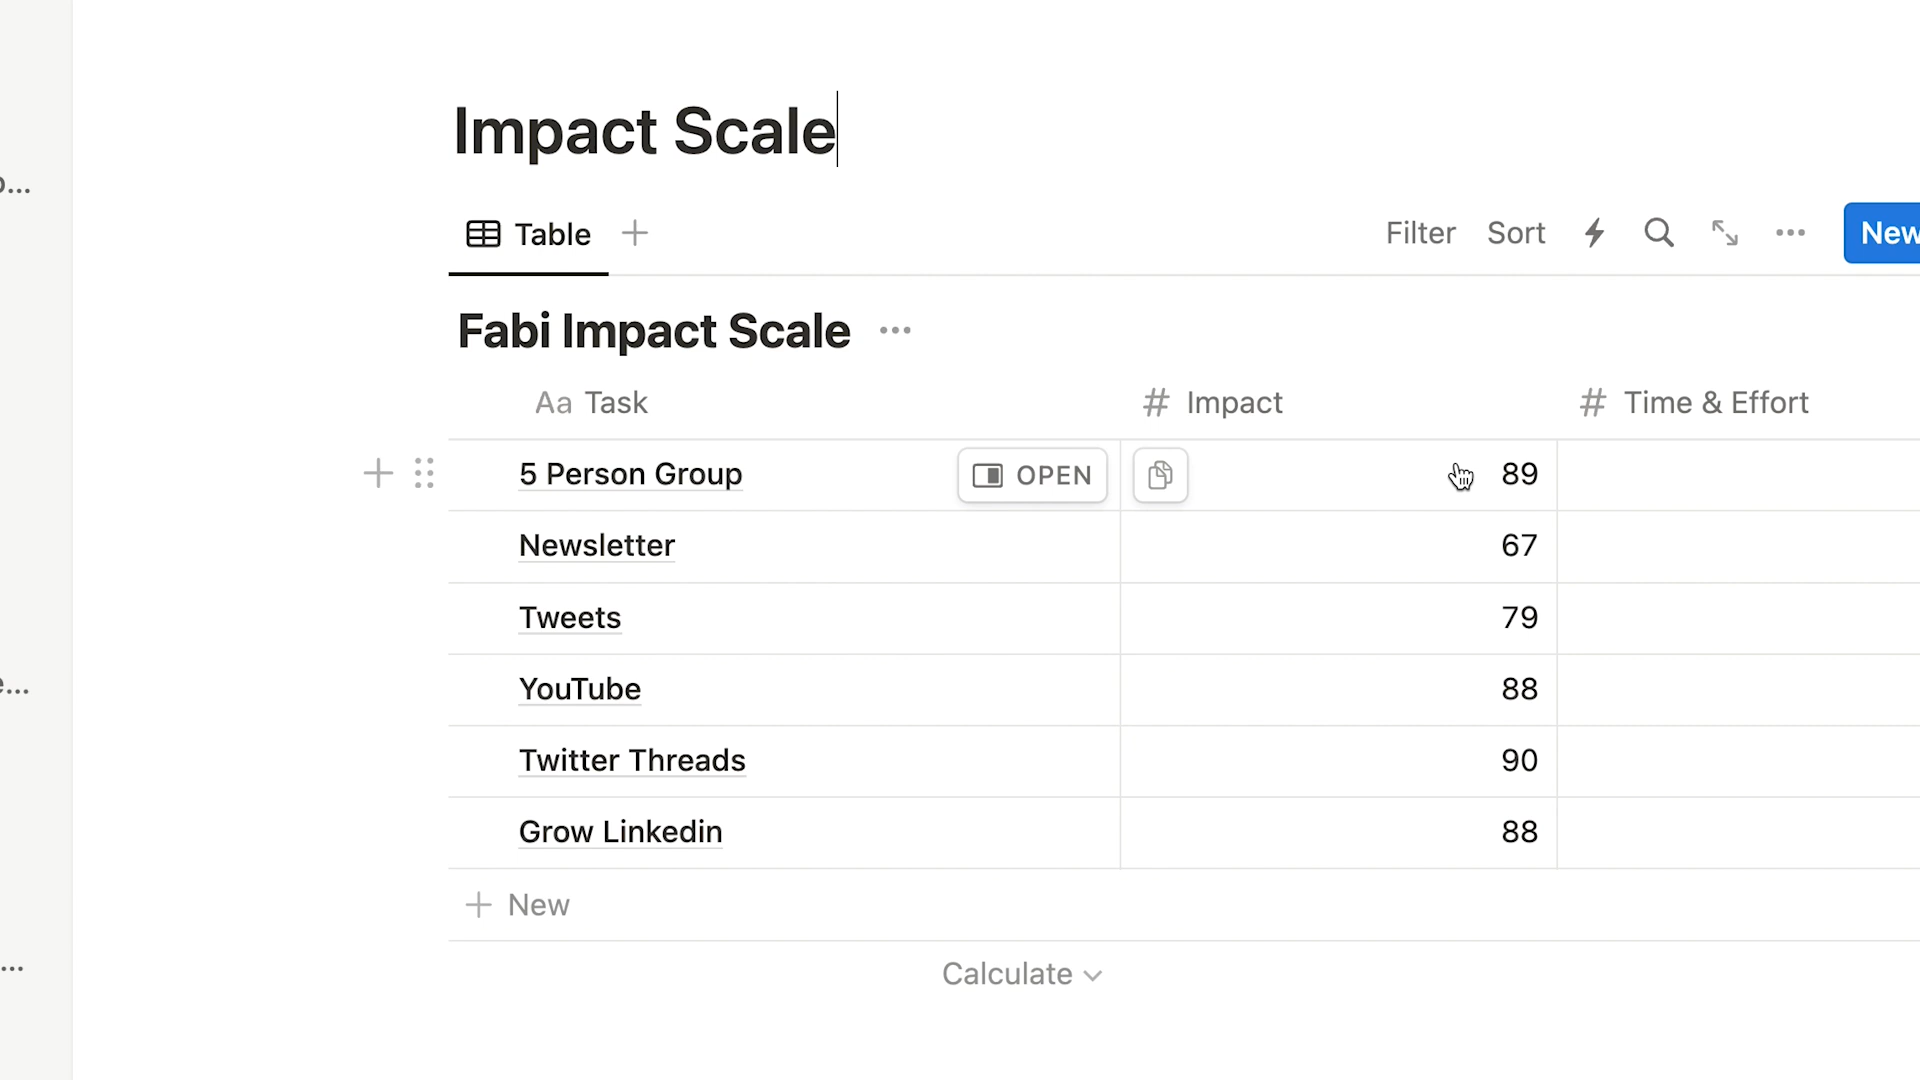 Impact Scale
Table
Filter Sort
New
Fabi Impact Scale ...
Aa Task # Impact # Time & Effort
5 Person Group OPEN 89
Newsletter 67
Tweets 79
YouTube 88
Twitter Threads 90
Grow Linkedin 88
+ New
Calculate